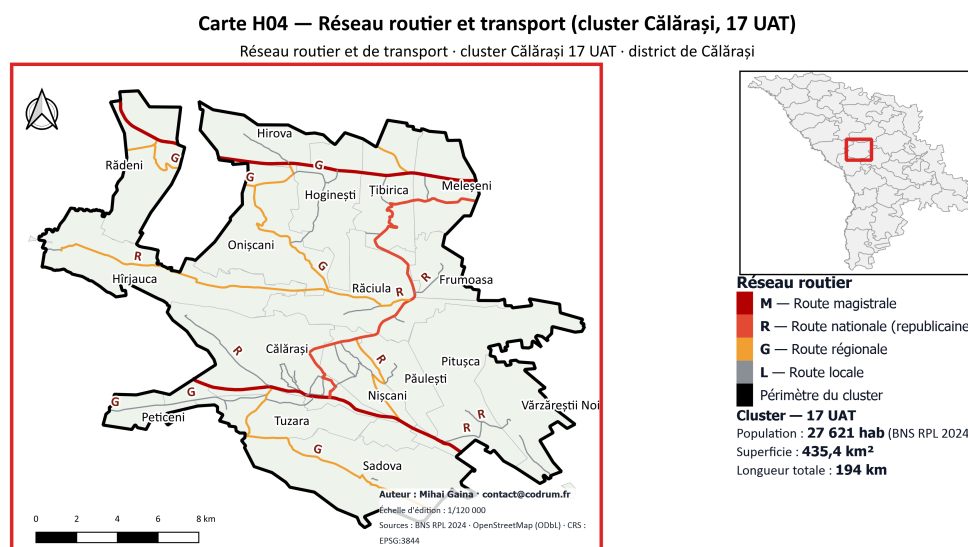 Carte H04 — Réseau routier et transport (cluster Călărași, 17 UAT)
Réseau routier et de transport · cluster Călărași 17 UAT · district de Călărași
Hirova
G
Rădeni
G
G
Hoginești
Țibirica
Meleșeni
Onișcani
R
G
Hîrjauca
Răciula
R
R
Frumoasa
R
Călărași
R
Pitușca
Păulești
G
G
Nișcani
Vărzăreștii Noi
Peticeni
Tuzara
R
R
G
Sadova
Auteur : Mihai Gaina · contact@codrum.fr
Échelle d'édition : 1/120 000
Sources : BNS RPL 2024 · OpenStreetMap (ODbL) · CRS :
EPSG:3844
0 2 4 6 8 km
Réseau routier
M — Route magistrale
R — Route nationale (republicaine
G — Route régionale
L — Route locale
Périmètre du cluster
Cluster — 17 UAT
Population : 27 621 hab (BNS RPL 2024
Superficie : 435,4 km²
Longueur totale : 194 km